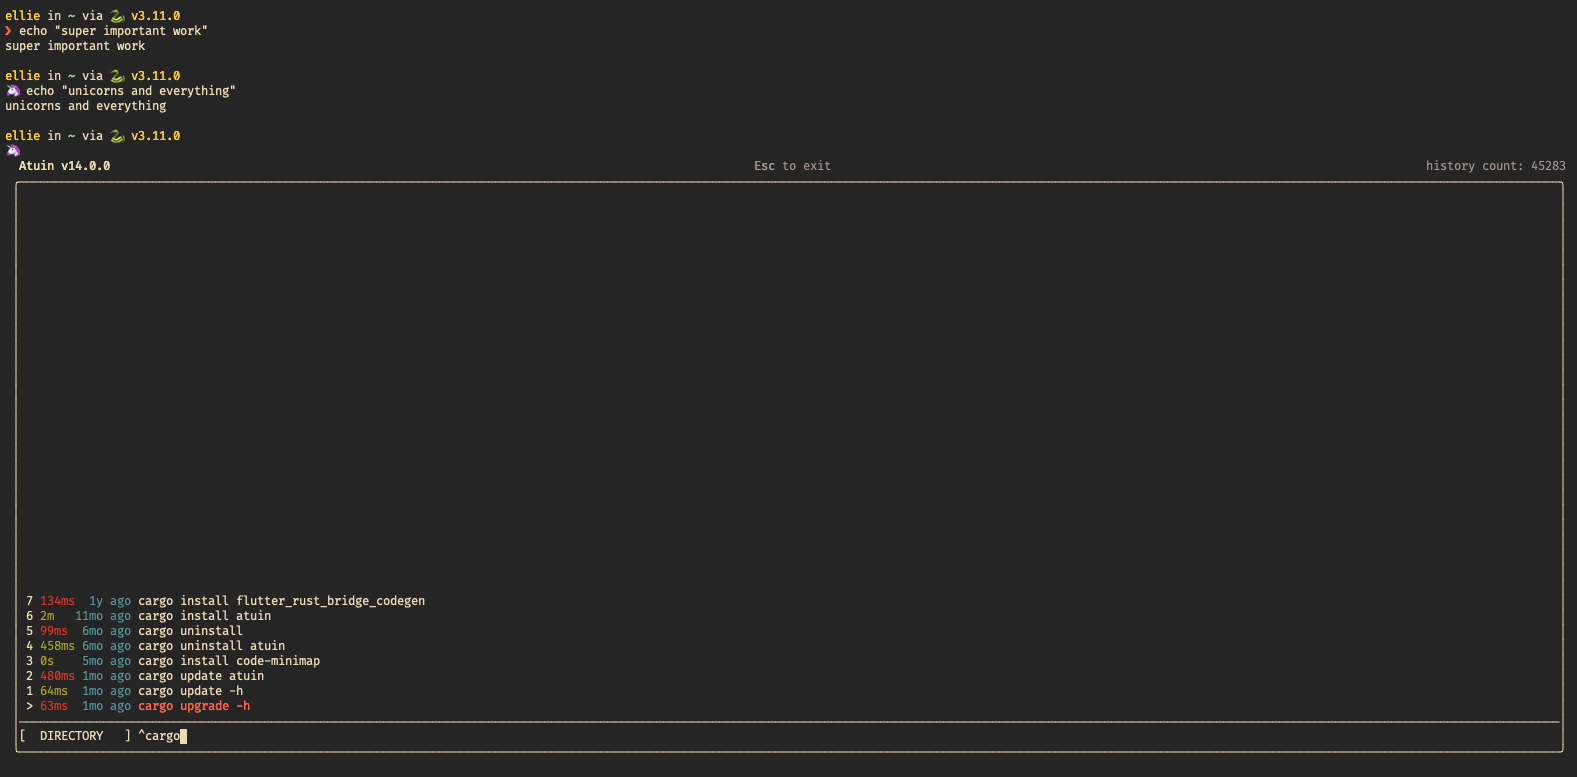 ellie in ~ via 🐍 v3.11.0
❯ echo "super important work"
super important work
ellie in ~ via 🐍 v3.11.0
🦄 echo "unicorns and everything"
unicorns and everything
ellie in ~ via 🐍 v3.11.0
🦄
Atuin v14.0.0 Esc to exit history count: 45283
7 134ms 1y ago cargo install flutter_rust_bridge_codegen
6 2m 11mo ago cargo install atuin
5 99ms 6mo ago cargo uninstall
4 458ms 6mo ago cargo uninstall atuin
3 0s 5mo ago cargo install code-minimap
2 480ms 1mo ago cargo update atuin
1 64ms 1mo ago cargo update -h
> 63ms 1mo ago cargo upgrade -h
[ DIRECTORY ] ^cargo